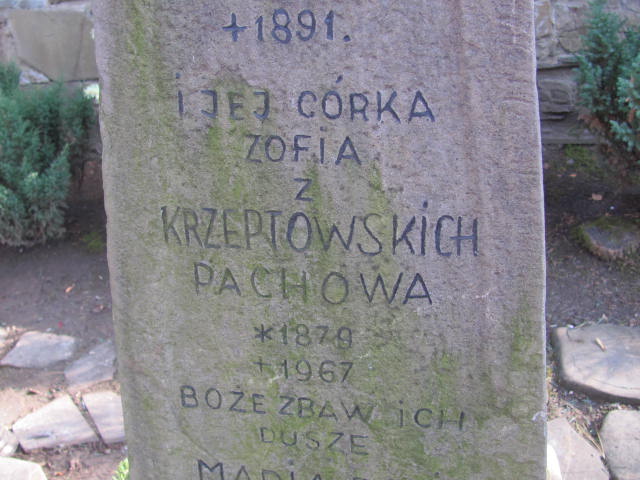 +1891.
i JEJ CÓRKA
ZOFiA
Z
KRZEPTOWSKiCH
PACHOWA
*1879
+1967
BOŻE ZBAW iCH
DUSZE